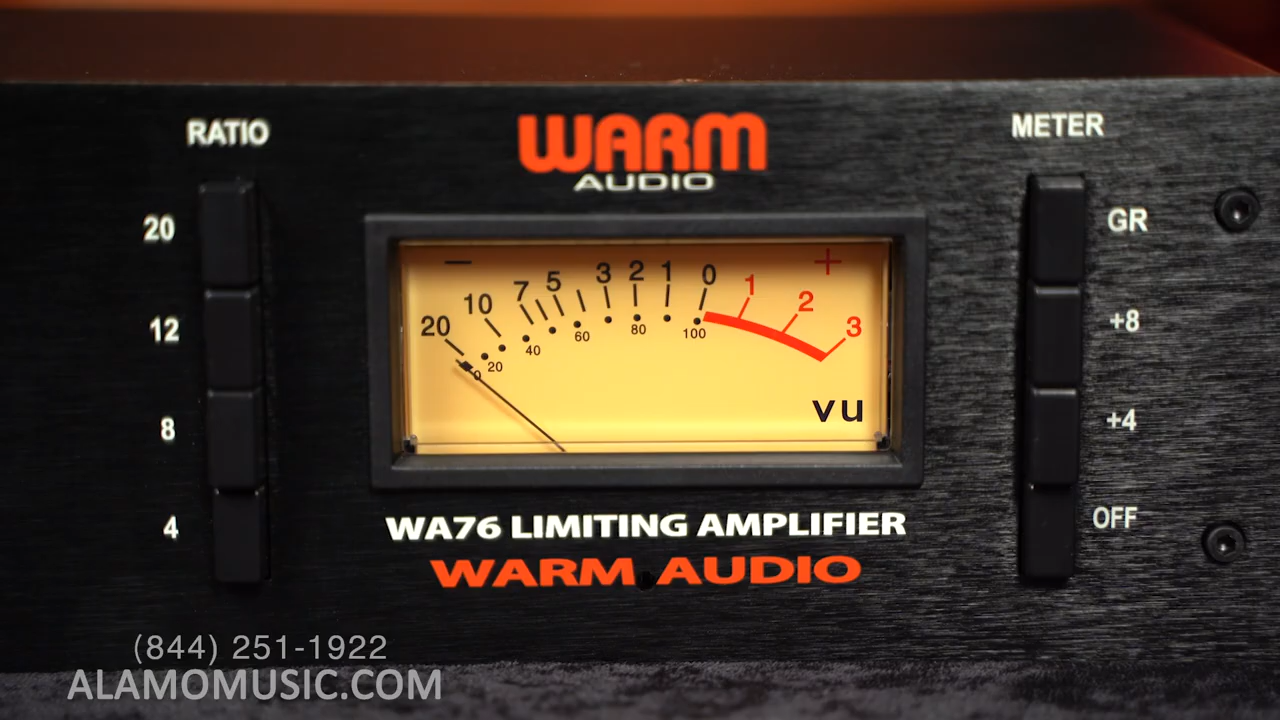 RATIO
20
12
8
4
WARM
AUDIO
− +
20 10 7 5 3 2 1 0 1 2 3
0 20 40 60 80 100
VU
WA76 LIMITING AMPLIFIER
WARM AUDIO
METER
GR
+8
+4
OFF
(844) 251-1922
ALAMOMUSIC.COM